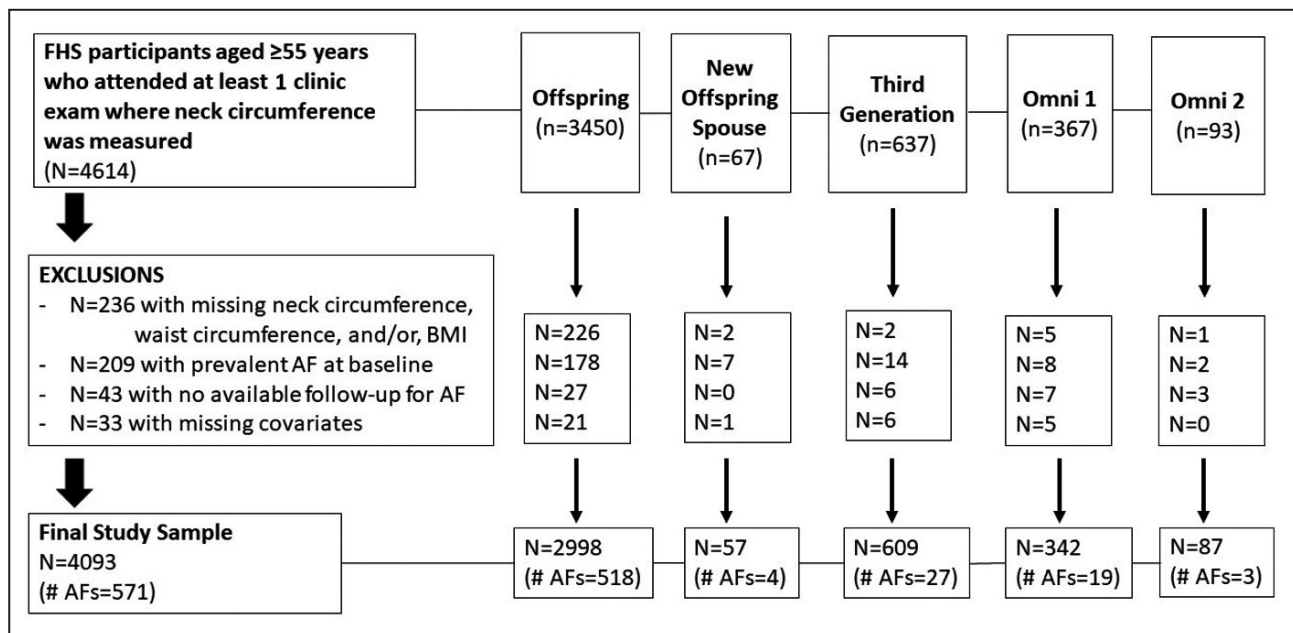 FHS participants aged ≥55 years
who attended at least 1 clinic
exam where neck circumference
was measured
(N=4614)
Offspring
(n=3450)
New
Offspring
Spouse
(n=67)
Third
Generation
(n=637)
Omni 1
(n=367)
Omni 2
(n=93)
EXCLUSIONS
- N=236 with missing neck circumference,
waist circumference, and/or, BMI
- N=209 with prevalent AF at baseline
- N=43 with no available follow-up for AF
- N=33 with missing covariates
N=226
N=178
N=27
N=21
N=2
N=7
N=0
N=1
N=2
N=14
N=6
N=6
N=5
N=8
N=7
N=5
N=1
N=2
N=3
N=0
Final Study Sample
N=4093
(# AFs=571)
N=2998
(# AFs=518)
N=57
(# AFs=4)
N=609
(# AFs=27)
N=342
(# AFs=19)
N=87
(# AFs=3)